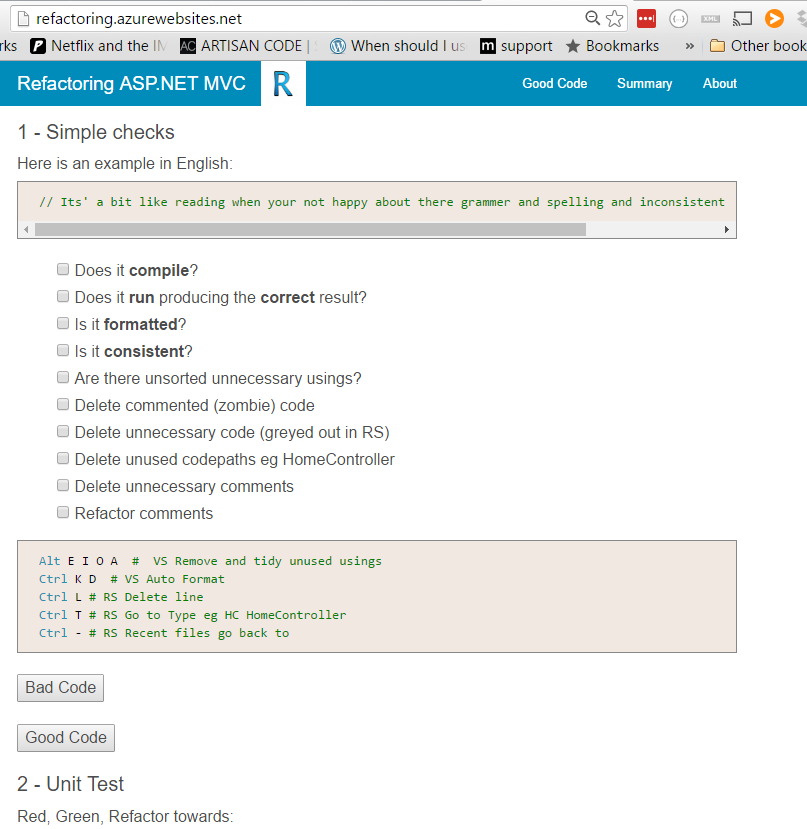 refactoring.azurewebsites.net
rks Netflix and the IM ARTISAN CODE | When should I us support Bookmarks » Other book
Refactoring ASP.NET MVC R Good Code Summary About
1 - Simple checks
Here is an example in English:
// Its' a bit like reading when your not happy about there grammer and spelling and inconsistent
Does it compile?
Does it run producing the correct result?
Is it formatted?
Is it consistent?
Are there unsorted unnecessary usings?
Delete commented (zombie) code
Delete unnecessary code (greyed out in RS)
Delete unused codepaths eg HomeController
Delete unnecessary comments
Refactor comments
Alt E I O A # VS Remove and tidy unused usings
Ctrl K D # VS Auto Format
Ctrl L # RS Delete line
Ctrl T # RS Go to Type eg HC HomeController
Ctrl - # RS Recent files go back to
Bad Code
Good Code
2 - Unit Test
Red, Green, Refactor towards: